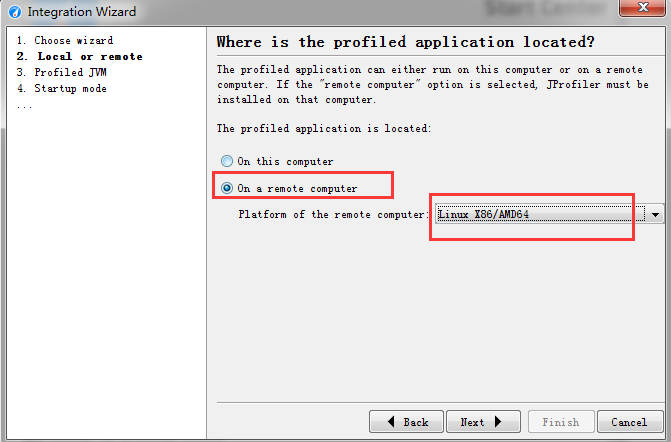 Integration Wizard
Start Center
1. Choose wizard
2. Local or remote
3. Profiled JVM
4. Startup mode
...
Where is the profiled application located?
The profiled application can either run on this computer or on a remote
computer. If the "remote computer" option is selected, JProfiler must be
installed on that computer.
The profiled application is located:
On this computer
On a remote computer
Platform of the remote computer:
Linux X86/AMD64
Back
Next
Finish
Cancel